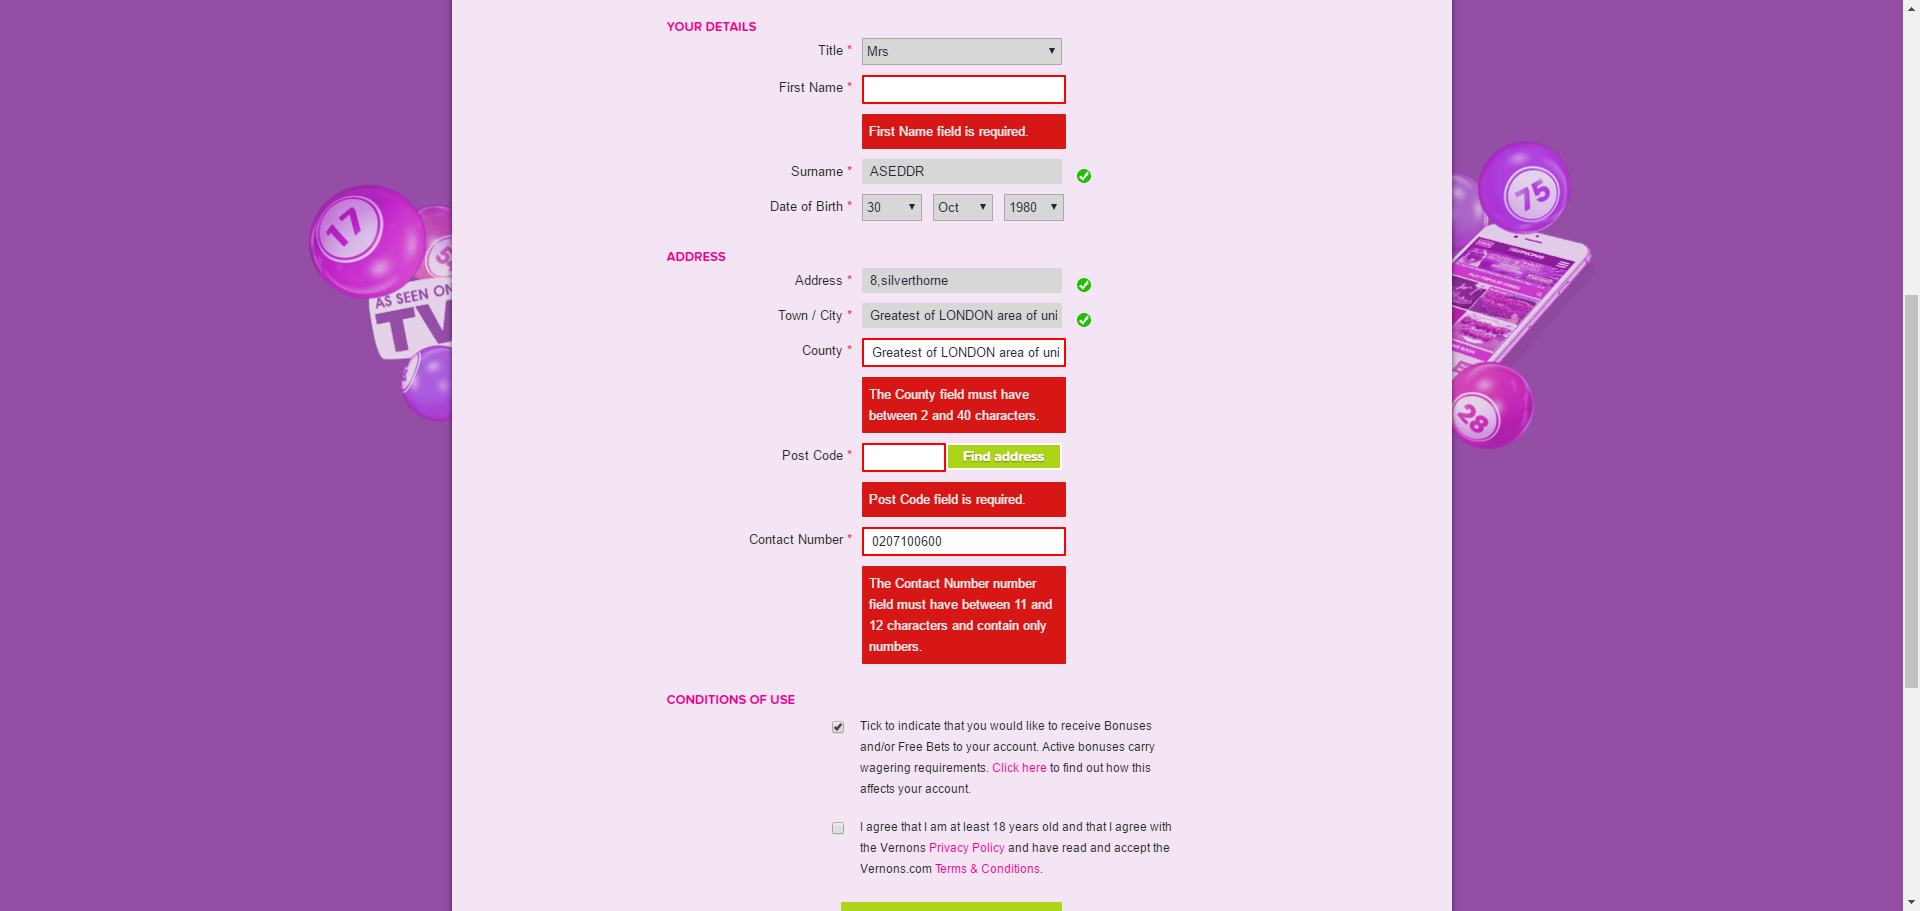 YOUR DETAILS
Title *
Mrs
First Name *
First Name field is required.
Surname *
ASEDDR
Date of Birth *
30
Oct
1980
ADDRESS
Address *
8,silverthorne
Town / City *
Greatest of LONDON area of uni
County *
Greatest of LONDON area of uni
The County field must have
between 2 and 40 characters.
Post Code *
Find address
Post Code field is required.
Contact Number *
0207100600
The Contact Number number
field must have between 11 and
12 characters and contain only
numbers.
CONDITIONS OF USE
Tick to indicate that you would like to receive Bonuses
and/or Free Bets to your account. Active bonuses carry
wagering requirements. Click here to find out how this
affects your account.
I agree that I am at least 18 years old and that I agree with
the Vernons Privacy Policy and have read and accept the
Vernons.com Terms & Conditions.
17
AS SEEN ON
TV
75
28